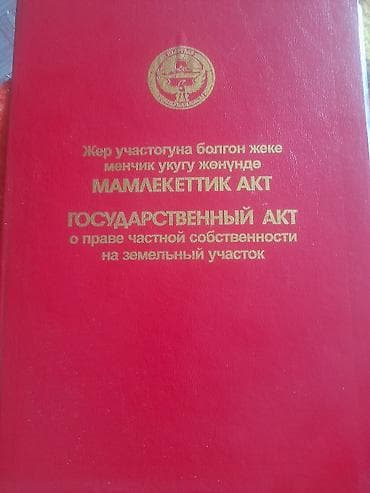 Жер участогуна болгон жеке
менчик укугу жөнүндө
МАМЛЕКЕТТИК АКТ
ГОСУДАРСТВЕННЫЙ АКТ
о праве частной собственности
на земельный участок